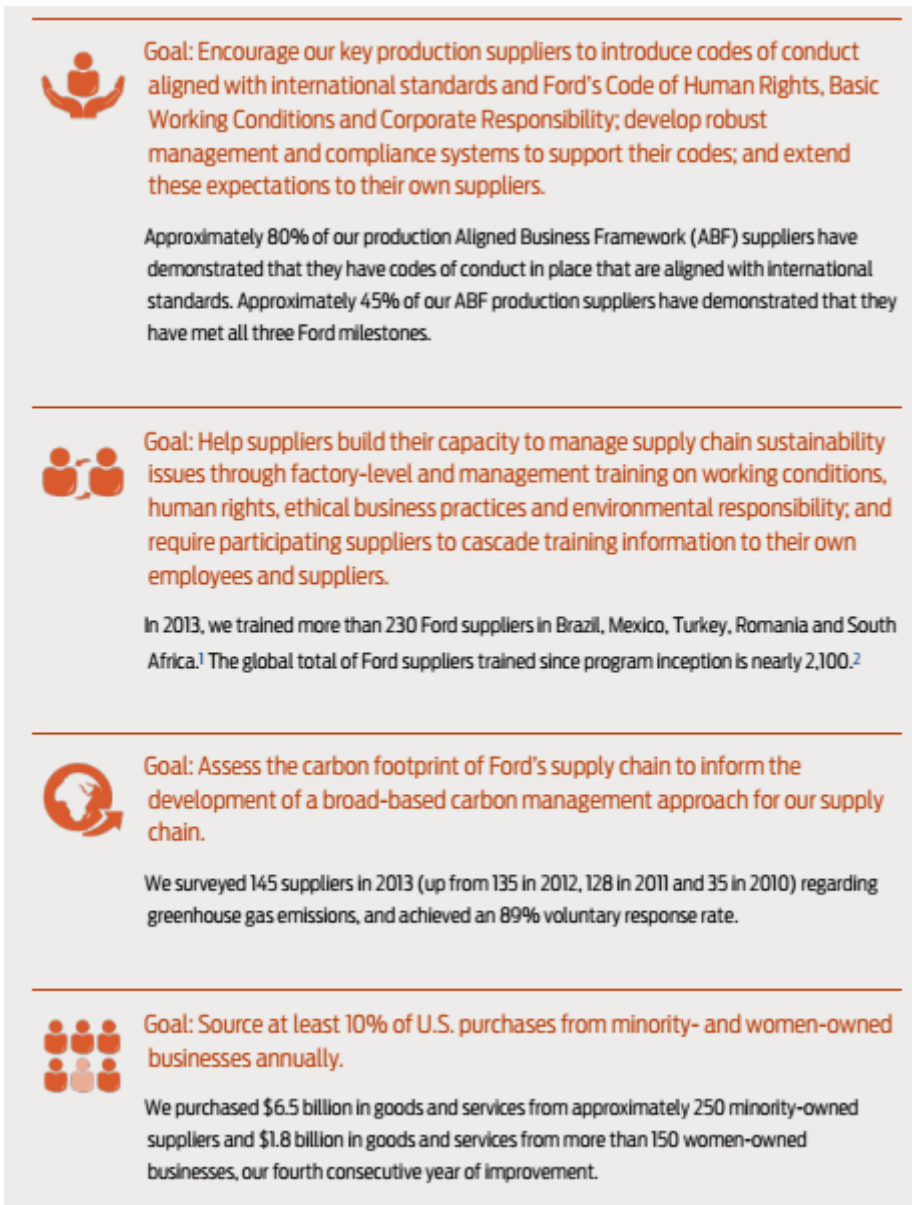 Goal: Encourage our key production suppliers to introduce codes of conduct
aligned with international standards and Ford's Code of Human Rights, Basic
Working Conditions and Corporate Responsibility; develop robust
management and compliance systems to support their codes; and extend
these expectations to their own suppliers.
Approximately 80% of our production Aligned Business Framework (ABF) suppliers have
demonstrated that they have codes of conduct in place that are aligned with international
standards. Approximately 45% of our ABF production suppliers have demonstrated that they
have met all three Ford milestones.
Goal: Help suppliers build their capacity to manage supply chain sustainability
issues through factory-level and management training on working conditions,
human rights, ethical business practices and environmental responsibility; and
require participating suppliers to cascade training information to their own
employees and suppliers.
In 2013, we trained more than 230 Ford suppliers in Brazil, Mexico, Turkey, Romania and South
Africa.1 The global total of Ford suppliers trained since program inception is nearly 2,100.2
Goal: Assess the carbon footprint of Ford's supply chain to inform the
development of a broad-based carbon management approach for our supply
chain.
We surveyed 145 suppliers in 2013 (up from 135 in 2012, 128 in 2011 and 35 in 2010) regarding
greenhouse gas emissions, and achieved an 89% voluntary response rate.
Goal: Source at least 10% of U.S. purchases from minority- and women-owned
businesses annually.
We purchased $6.5 billion in goods and services from approximately 250 minority-owned
suppliers and $1.8 billion in goods and services from more than 150 women-owned
businesses, our fourth consecutive year of improvement.